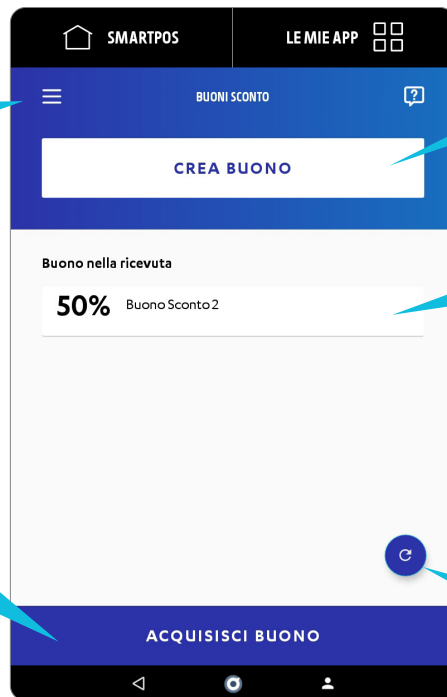 SMARTPOS
LE MIE APP
BUONI SCONTO
?
CREA BUONO
Buono nella ricevuta
50% Buono Sconto 2
ACQUISISCI BUONO